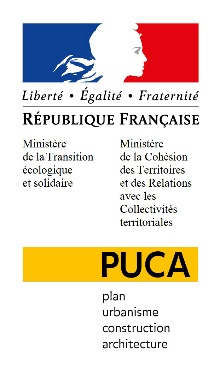 Liberté • Égalité • Fraternité
RÉPUBLIQUE FRANÇAISE
Ministère
de la Transition
écologique
et solidaire
Ministère
de la Cohésion
des Territoires
et des Relations
avec les
Collectivités
territoriales
PUCA
plan
urbanisme
construction
architecture